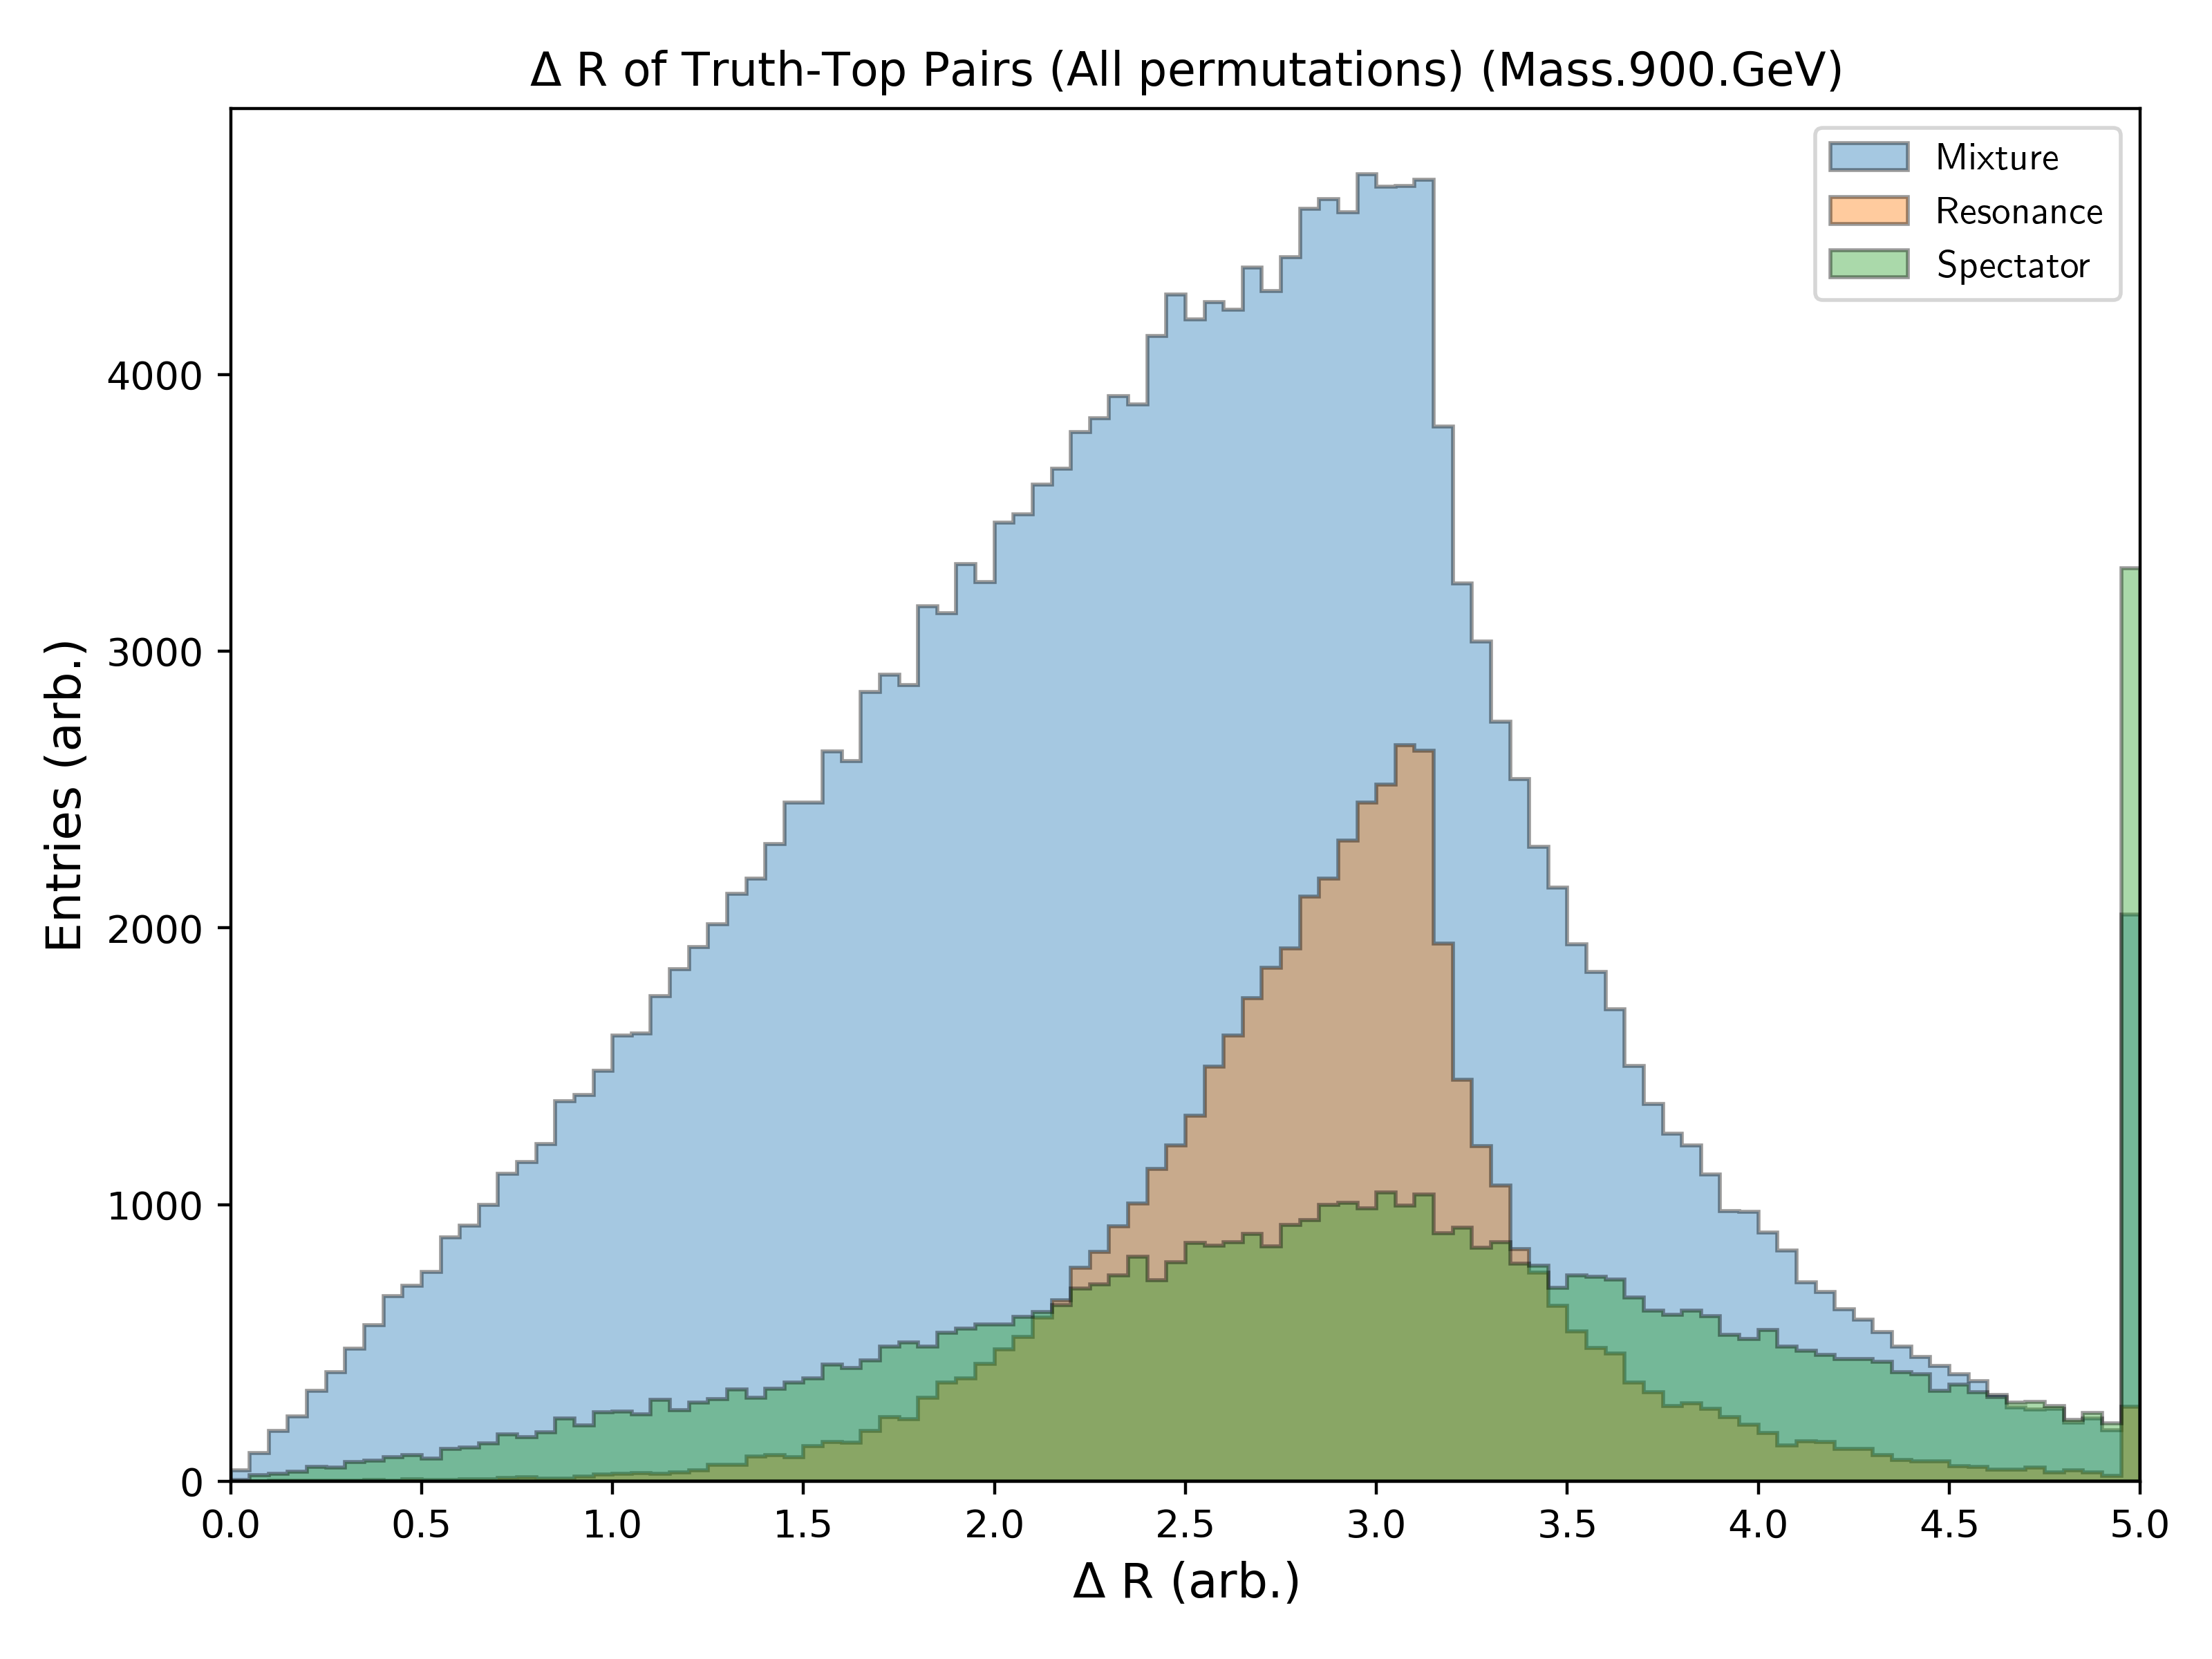 Δ R of Truth-Top Pairs (All permutations) (Mass.900.GeV)
Mixture
Resonance
Spectator
Entries (arb.)
4000
3000
2000
1000
0
0.0 0.5 1.0 1.5 2.0 2.5 3.0 3.5 4.0 4.5 5.0
Δ R (arb.)